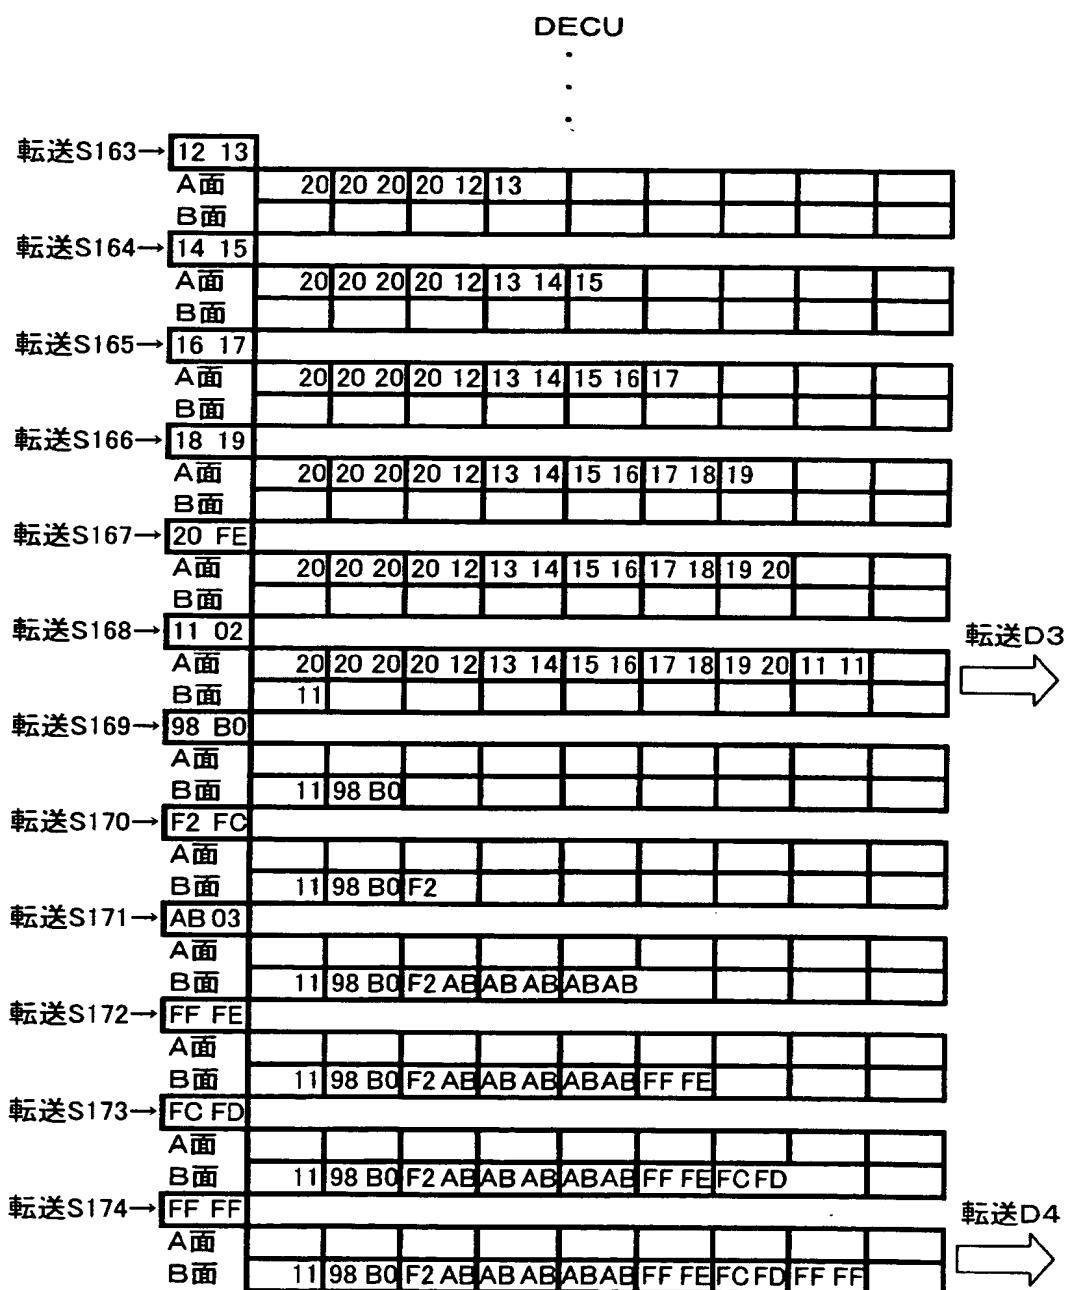 DECU
転送S163→ 12 13
A面 20 20 20 20 12 13
B面
転送S164→ 14 15
A面 20 20 20 20 12 13 14 15
B面
転送S165→ 16 17
A面 20 20 20 20 12 13 14 15 16 17
B面
転送S166→ 18 19
A面 20 20 20 20 12 13 14 15 16 17 18 19
B面
転送S167→ 20 FE
A面 20 20 20 20 12 13 14 15 16 17 18 19 20
B面
転送S168→ 11 02 転送D3
A面 20 20 20 20 12 13 14 15 16 17 18 19 20 11 11
B面 11
転送S169→ 98 B0
A面
B面 11 98 B0
転送S170→ F2 FC
A面
B面 11 98 B0 F2
転送S171→ AB 03
A面
B面 11 98 B0 F2 AB AB AB AB AB
転送S172→ FF FE
A面
B面 11 98 B0 F2 AB AB AB AB AB FF FE
転送S173→ FC FD
A面
B面 11 98 B0 F2 AB AB AB AB AB FF FE FC FD
転送S174→ FF FF 転送D4
A面
B面 11 98 B0 F2 AB AB AB AB AB FF FE FC FD FF FF